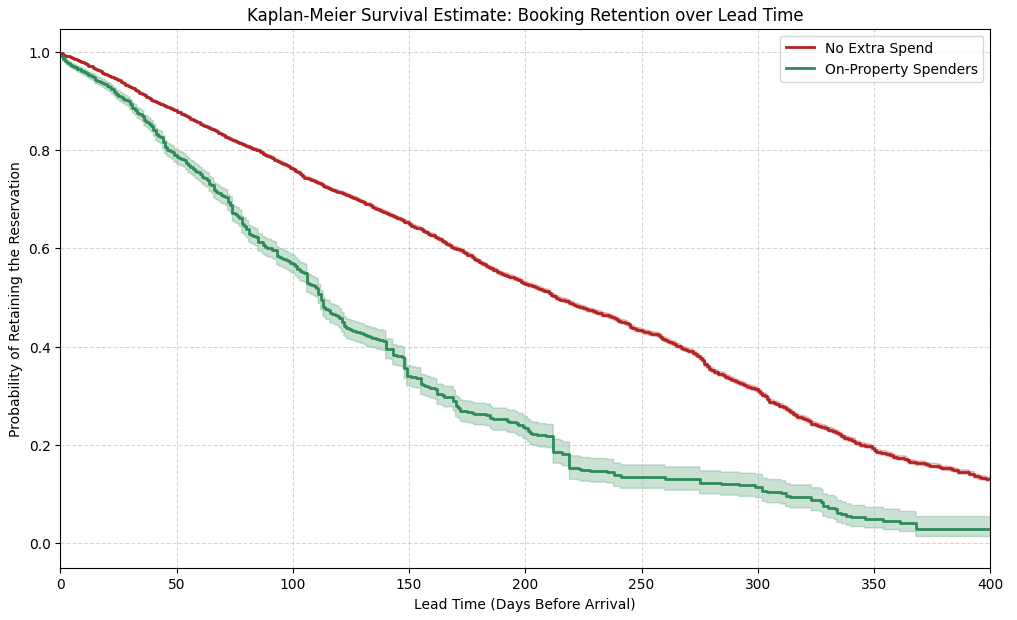 Kaplan-Meier Survival Estimate: Booking Retention over Lead Time
No Extra Spend
On-Property Spenders
Probability of Retaining the Reservation
1.0
0.8
0.6
0.4
0.2
0.0
0 50 100 150 200 250 300 350 400
Lead Time (Days Before Arrival)